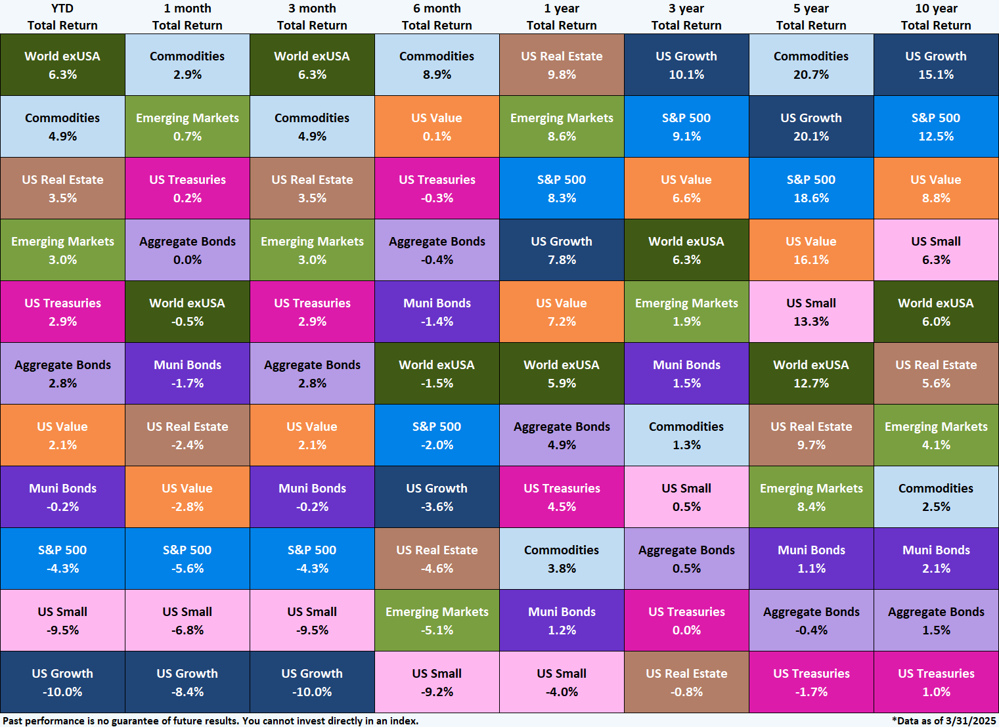 YTD 1 month 3 month 6 month 1 year 3 year 5 year 10 year
Total Return Total Return Total Return Total Return Total Return Total Return Total Return Total Return
World exUSA Commodities World exUSA Commodities US Real Estate US Growth Commodities US Growth
6.3% 2.9% 6.3% 8.9% 9.8% 10.1% 20.7% 15.1%
Commodities Emerging Markets Commodities US Value Emerging Markets S&P 500 US Growth S&P 500
4.9% 0.7% 4.9% 0.1% 8.6% 9.1% 20.1% 12.5%
US Real Estate US Treasuries US Real Estate US Treasuries S&P 500 US Value S&P 500 US Value
3.5% 0.2% 3.5% -0.3% 8.3% 6.6% 18.6% 8.8%
Emerging Markets Aggregate Bonds Emerging Markets Aggregate Bonds US Growth World exUSA US Value US Small
3.0% 0.0% 3.0% -0.4% 7.8% 6.3% 16.1% 6.3%
US Treasuries World exUSA US Treasuries Muni Bonds US Value Emerging Markets US Small World exUSA
2.9% -0.5% 2.9% -1.4% 7.2% 1.9% 13.3% 6.0%
Aggregate Bonds Muni Bonds Aggregate Bonds World exUSA World exUSA Muni Bonds World exUSA US Real Estate
2.8% -1.7% 2.8% -1.5% 5.9% 1.5% 12.7% 5.6%
US Value US Real Estate US Value S&P 500 Aggregate Bonds Commodities US Real Estate Emerging Markets
2.1% -2.4% 2.1% -2.0% 4.9% 1.3% 9.7% 4.1%
Muni Bonds US Value Muni Bonds US Growth US Treasuries US Small Emerging Markets Commodities
-0.2% -2.8% -0.2% -3.6% 4.5% 0.5% 8.4% 2.5%
S&P 500 S&P 500 S&P 500 US Real Estate Commodities Aggregate Bonds Muni Bonds Muni Bonds
-4.3% -5.6% -4.3% -4.6% 3.8% 0.5% 1.1% 2.1%
US Small US Small US Small Emerging Markets Muni Bonds US Treasuries Aggregate Bonds Aggregate Bonds
-9.5% -6.8% -9.5% -5.1% 1.2% 0.0% -0.4% 1.5%
US Growth US Growth US Growth US Small US Small US Real Estate US Treasuries US Treasuries
-10.0% -8.4% -10.0% -9.2% -4.0% -0.8% -1.7% 1.0%
Past performance is no guarantee of future results. You cannot invest directly in an index. *Data as of 3/31/2025